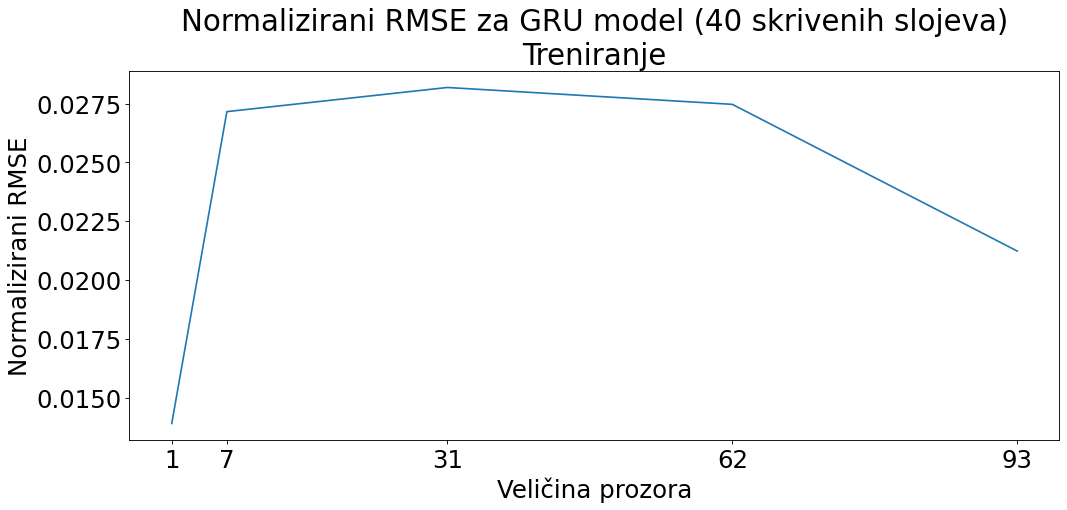 Normalizirani RMSE za GRU model (40 skrivenih slojeva)
Treniranje
Normalizirani RMSE
0.0275
0.0250
0.0225
0.0200
0.0175
0.0150
1 7 31 62 93
Veličina prozora